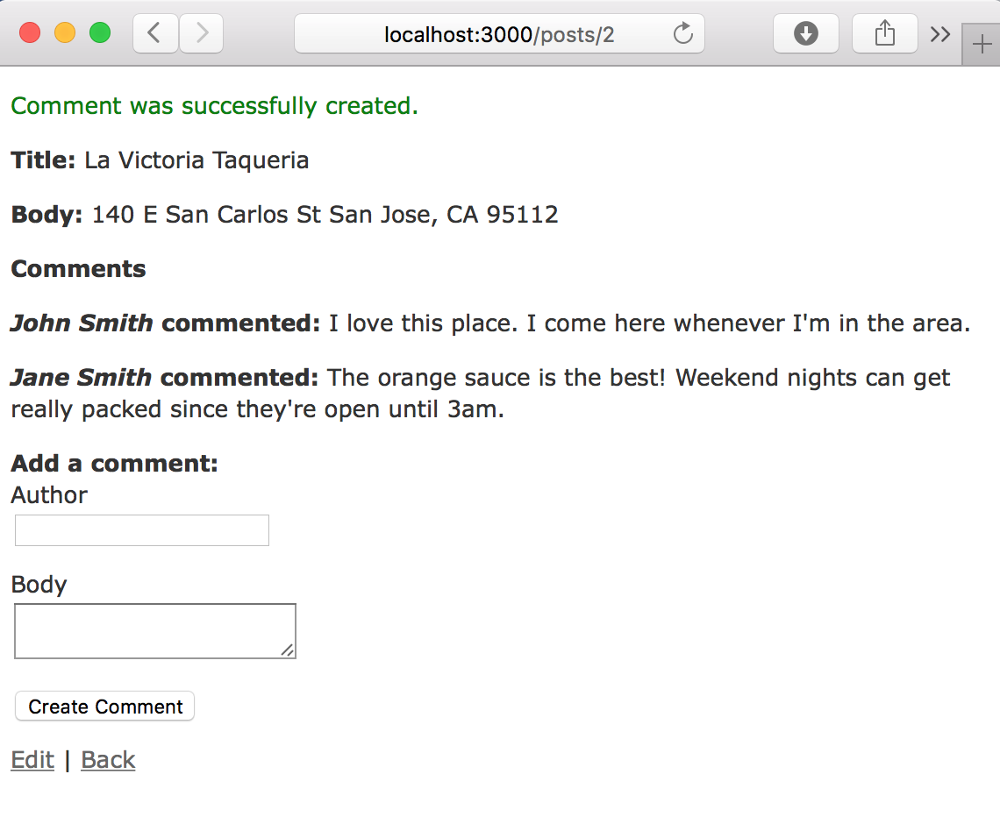 localhost:3000/posts/2
Comment was successfully created.
Title: La Victoria Taqueria
Body: 140 E San Carlos St San Jose, CA 95112
Comments
John Smith commented: I love this place. I come here whenever I'm in the area.
Jane Smith commented: The orange sauce is the best! Weekend nights can get
really packed since they're open until 3am.
Add a comment:
Author
Body
Create Comment
Edit | Back